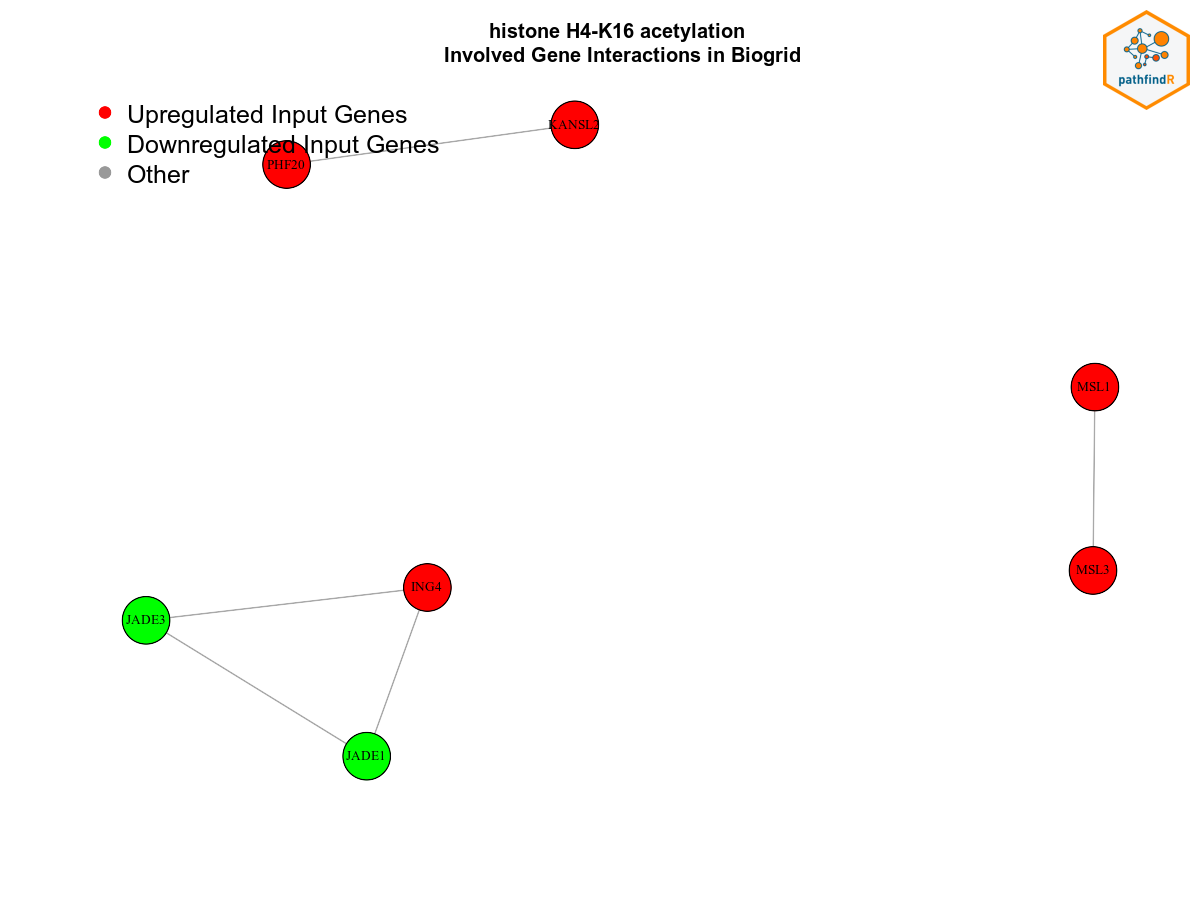 histone H4-K16 acetylation
Involved Gene Interactions in Biogrid
pathfindR
Upregulated Input Genes
Downregulated Input Genes
Other
KANSL2
PHF20
MSL1
MSL3
ING4
JADE3
JADE1